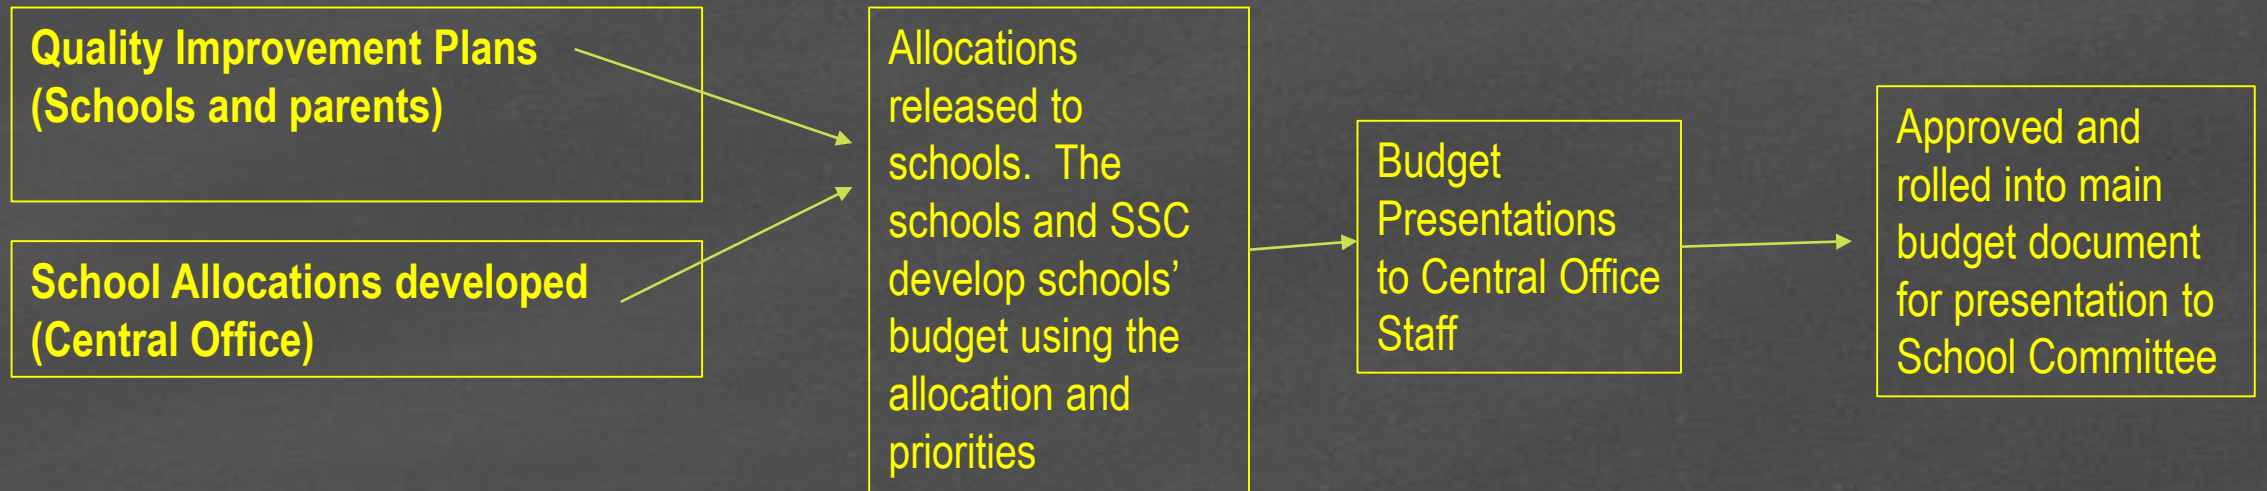 Quality Improvement Plans
(Schools and parents)
School Allocations developed
(Central Office)
Allocations
released to
schools.  The
schools and SSC
develop schools’
budget using the
allocation and
priorities
Budget
Presentations
to Central Office
Staff
Approved and
rolled into main
budget document
for presentation to
School Committee